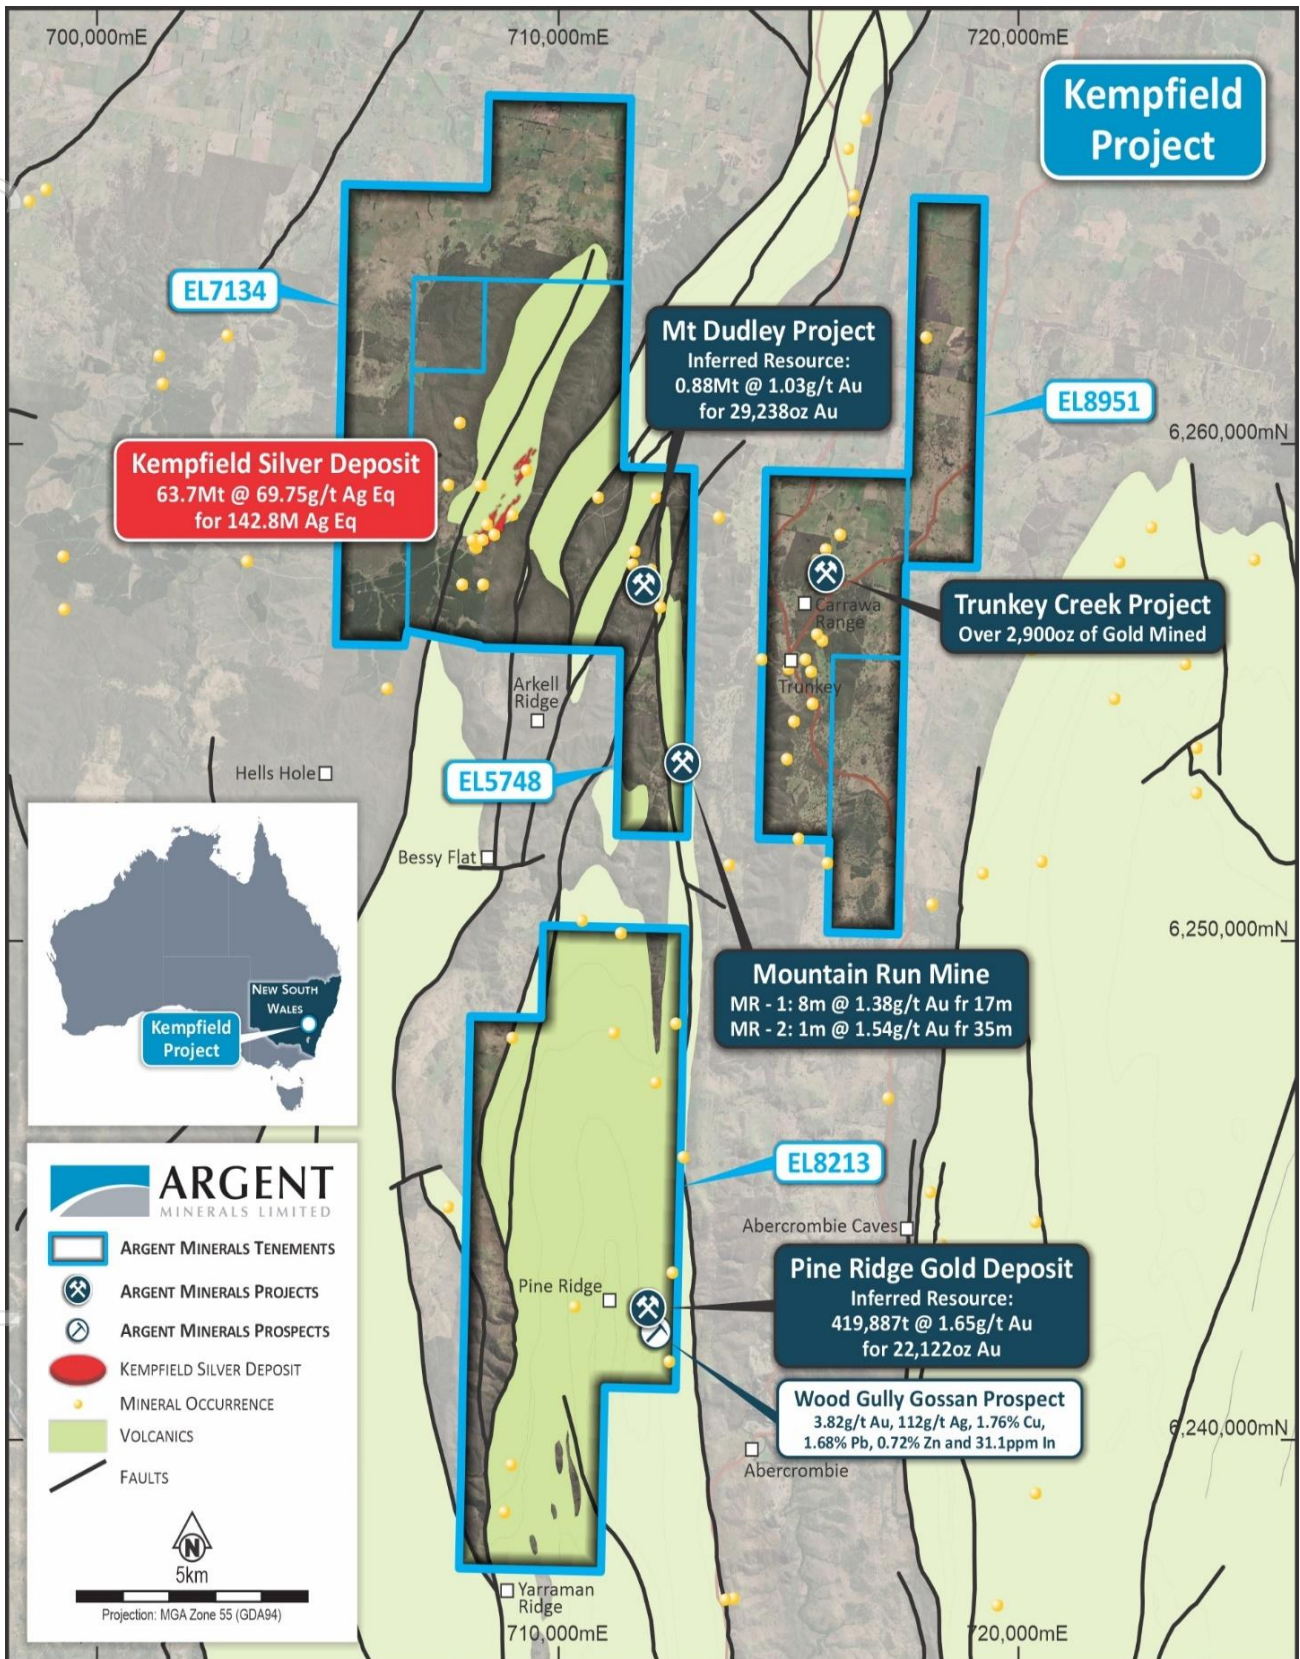 700,000mE
710,000mE
720,000mE
Kempfield
Project
EL7134
Mt Dudley Project
Inferred Resource:
0.88Mt @ 1.03g/t Au
for 29,238oz Au
EL8951
6,260,000mN
Kempfield Silver Deposit
63.7Mt @ 69.75g/t Ag Eq
for 142.8M Ag Eq
Carrawa
Range
Trunkey Creek Project
Over 2,900oz of Gold Mined
Trunkey
Arkell
Ridge
Hells Hole
EL5748
Bessy Flat
6,250,000mN
Mountain Run Mine
MR - 1: 8m @ 1.38g/t Au fr 17m
MR - 2: 1m @ 1.54g/t Au fr 35m
NEW SOUTH
WALES
Kempfield
Project
EL8213
Abercrombie Caves
Pine Ridge
Pine Ridge Gold Deposit
Inferred Resource:
419,887t @ 1.65g/t Au
for 22,122oz Au
Wood Gully Gossan Prospect
3.82g/t Au, 112g/t Ag, 1.76% Cu,
1.68% Pb, 0.72% Zn and 31.1ppm In
6,240,000mN
Abercrombie
ARGENT
MINERALS LIMITED
ARGENT MINERALS TENEMENTS
ARGENT MINERALS PROJECTS
ARGENT MINERALS PROSPECTS
KEMPFIELD SILVER DEPOSIT
MINERAL OCCURRENCE
VOLCANICS
FAULTS
N
5km
Projection: MGA Zone 55 (GDA94)
Yarraman
Ridge
710,000mE
720,000mE